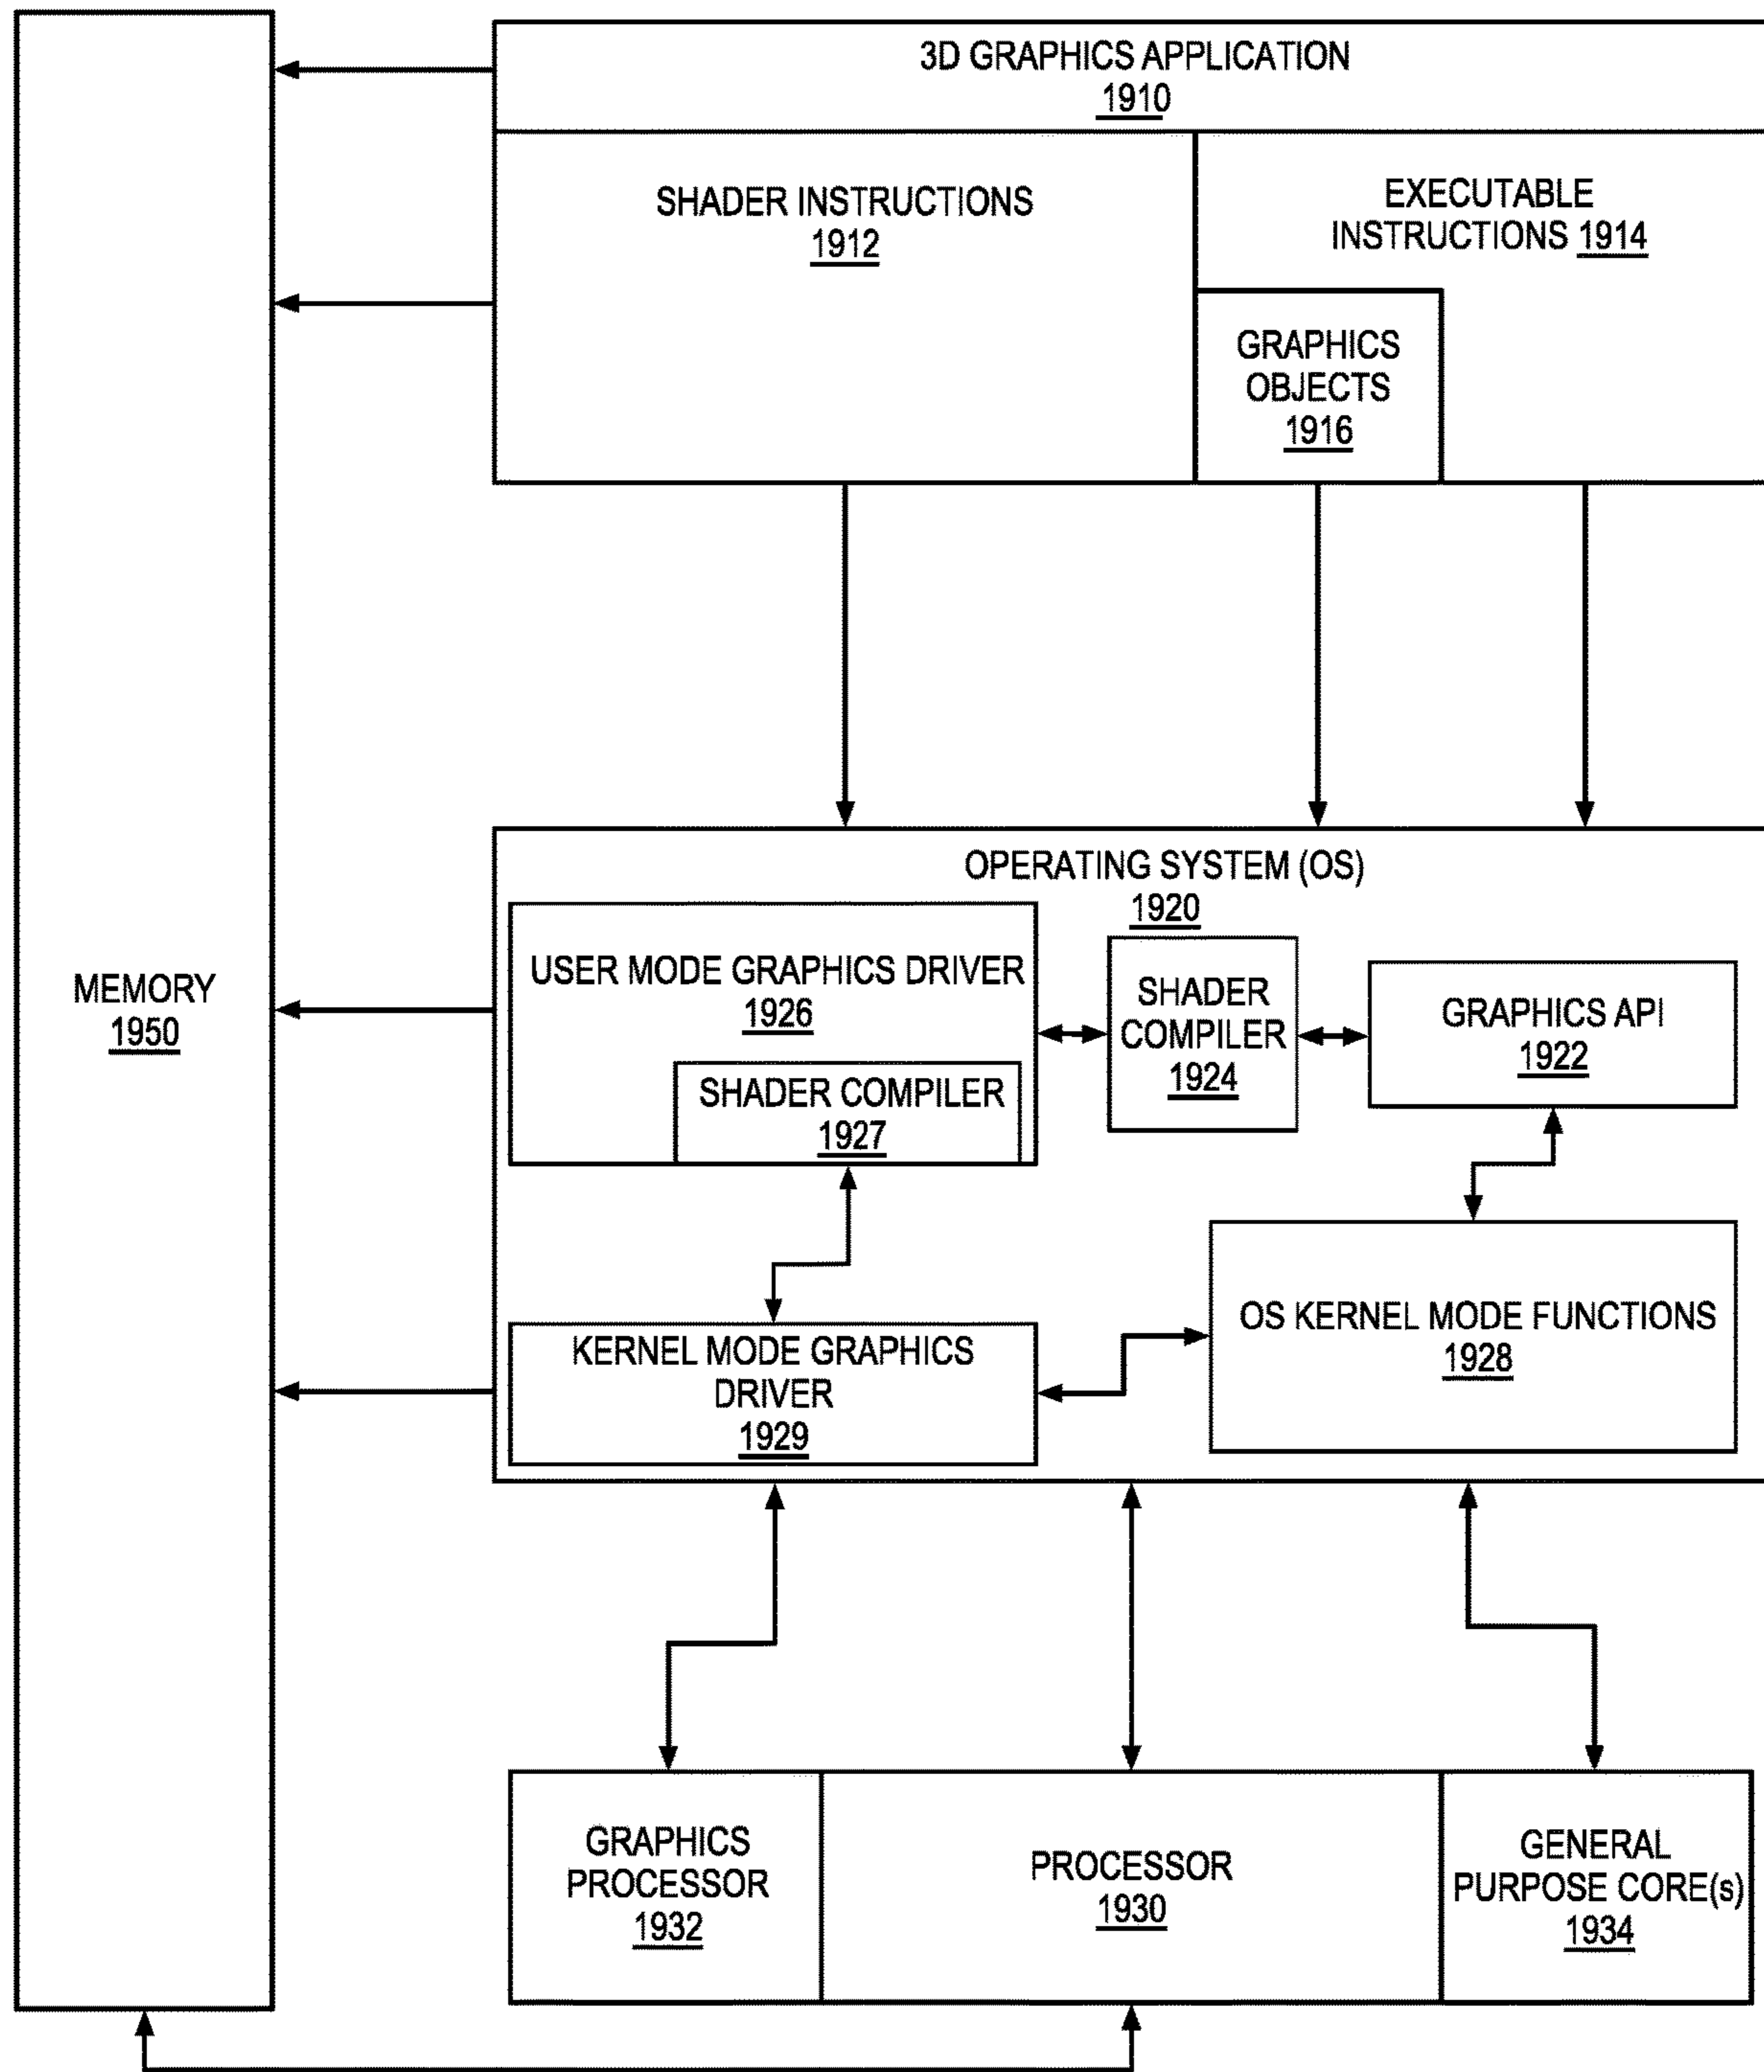 3D GRAPHICS APPLICATION
1910
SHADER INSTRUCTIONS
1912
EXECUTABLE
INSTRUCTIONS 1914
GRAPHICS
OBJECTS
1916
MEMORY
1950
OPERATING SYSTEM (OS)
1920
USER MODE GRAPHICS DRIVER
1926
SHADER COMPILER
1927
SHADER
COMPILER
1924
GRAPHICS API
1922
KERNEL MODE GRAPHICS
DRIVER
1929
OS KERNEL MODE FUNCTIONS
1928
GRAPHICS
PROCESSOR
1932
PROCESSOR
1930
GENERAL
PURPOSE CORE(s)
1934